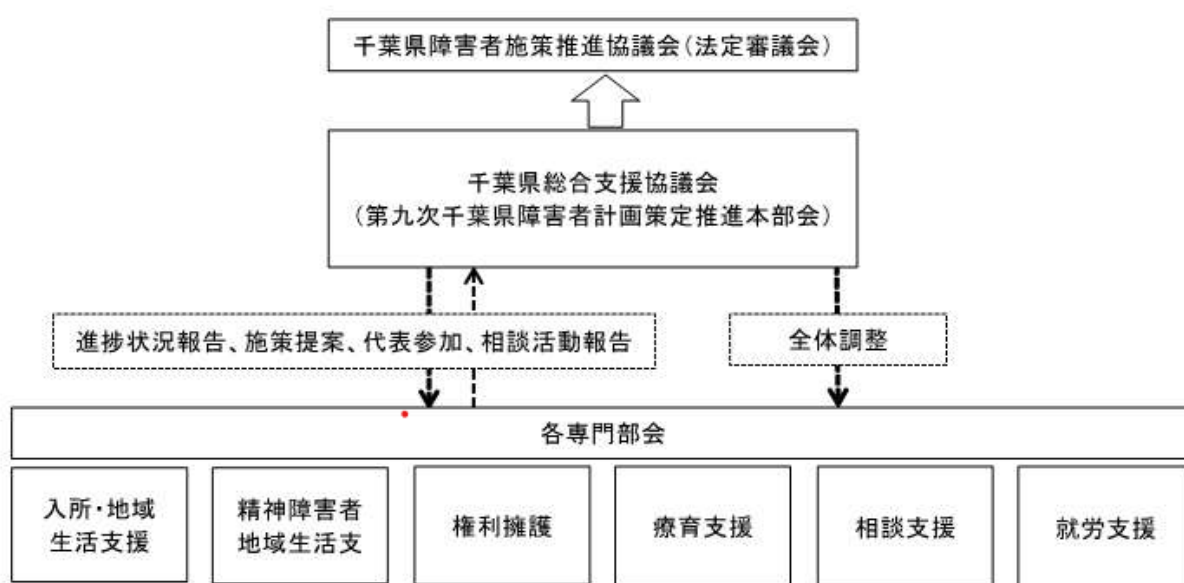 千葉県障害者施策推進協議会(法定審議会)
千葉県総合支援協議会
(第九次千葉県障害者計画策定推進本部会)
進捗状況報告、施策提案、代表参加、相談活動報告
全体調整
各専門部会
入所・地域
生活支援
精神障害者
地域生活支
権利擁護
療育支援
相談支援
就労支援